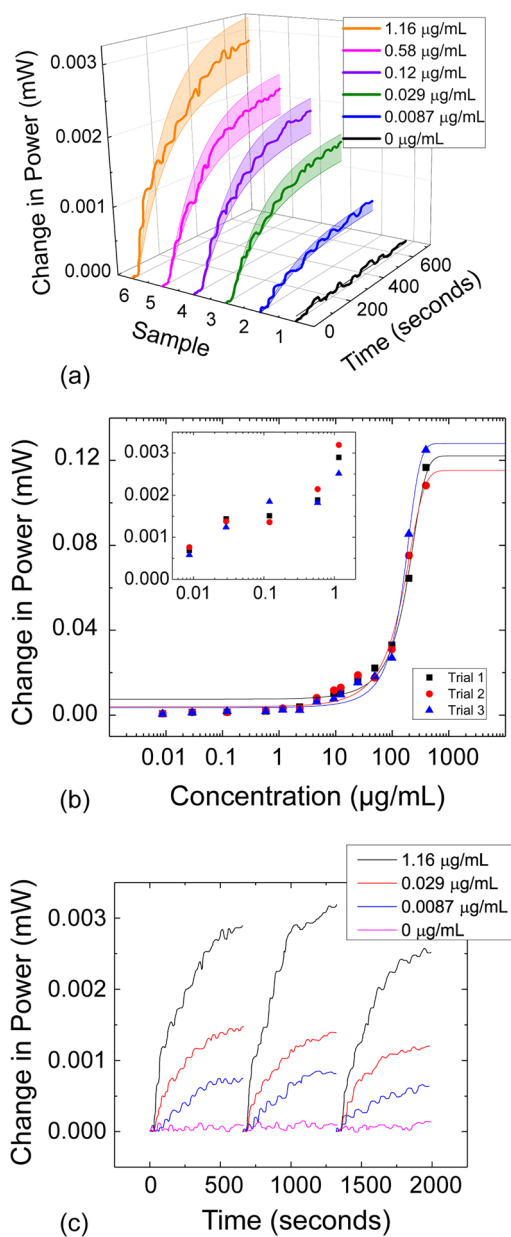 1.16 µg/mL
0.58 µg/mL
0.12 µg/mL
0.029 µg/mL
0.0087 µg/mL
0 µg/mL
Change in Power (mW)
0.003
0.002
0.001
0.000
6
5
4
3
2
1
Sample
0
200
400
600
Time (seconds)
(a)
Change in Power (mW)
0.12
0.08
0.04
0.00
0.003
0.002
0.001
0.000
0.01
0.1
1
Trial 1
Trial 2
Trial 3
0.01 0.1 1 10 100 1000
Concentration (µg/mL)
(b)
1.16 µg/mL
0.029 µg/mL
0.0087 µg/mL
0 µg/mL
Change in Power (mW)
0.003
0.002
0.001
0.000
0 500 1000 1500 2000
Time (seconds)
(c)